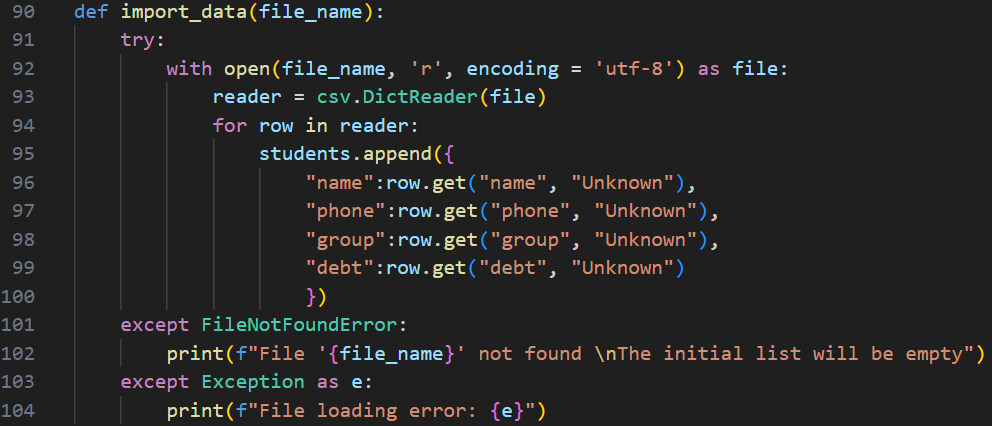 90 def import_data(file_name):
91     try:
92         with open(file_name, 'r', encoding = 'utf-8') as file:
93             reader = csv.DictReader(file)
94             for row in reader:
95                 students.append({
96                     "name":row.get("name", "Unknown"),
97                     "phone":row.get("phone", "Unknown"),
98                     "group":row.get("group", "Unknown"),
99                     "debt":row.get("debt", "Unknown")
100                     })
101     except FileNotFoundError:
102         print(f"File '{file_name}' not found \nThe initial list will be empty")
103     except Exception as e:
104         print(f"File loading error: {e}")